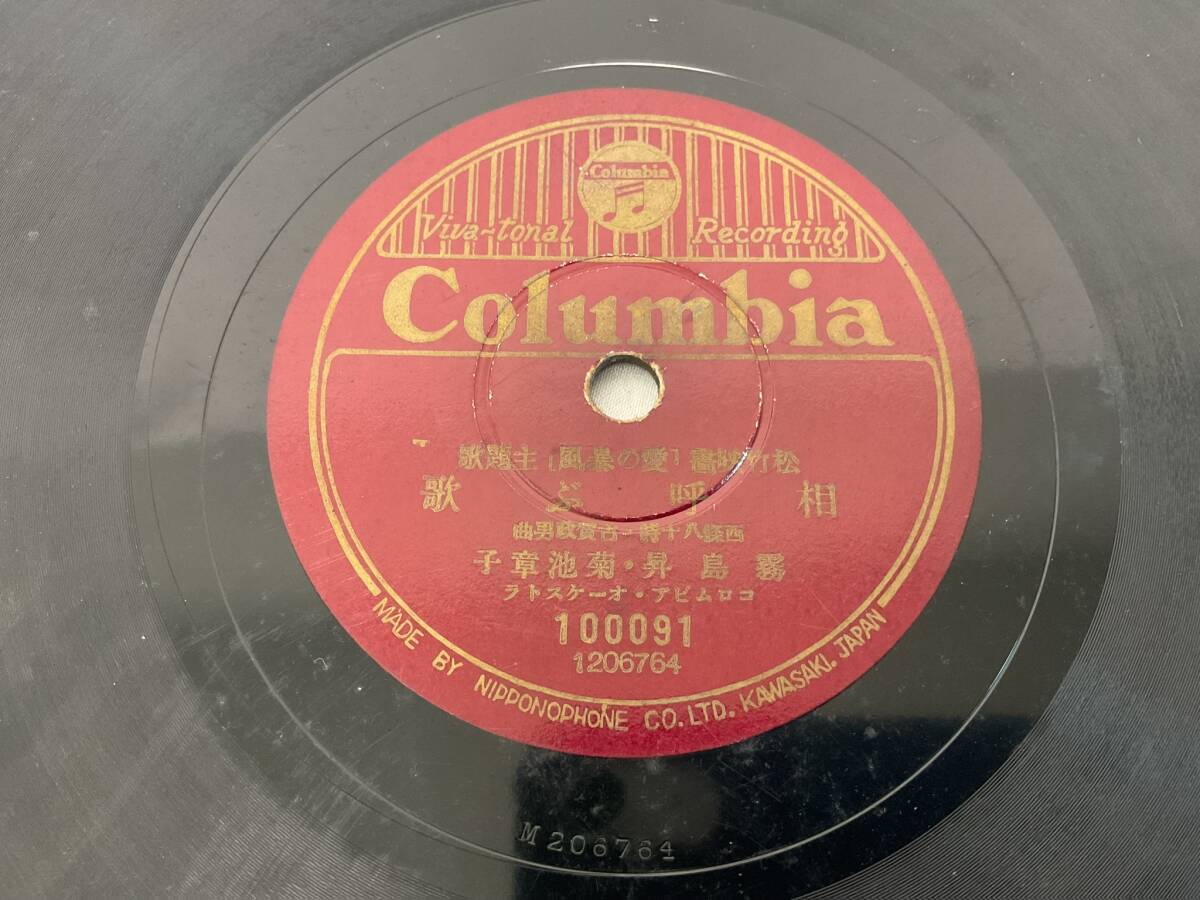 Columbia
Viva-tonal Recording
Columbia
松竹映畫「愛の暴風」主題歌
相呼ぶ歌
西條八十詩・古賀政男曲
霧島昇・菊池章子
コロムビア・オーケストラ
100091
1206764
MADE BY NIPPONOPHONE CO. LTD. KAWASAKI. JAPAN
M206764